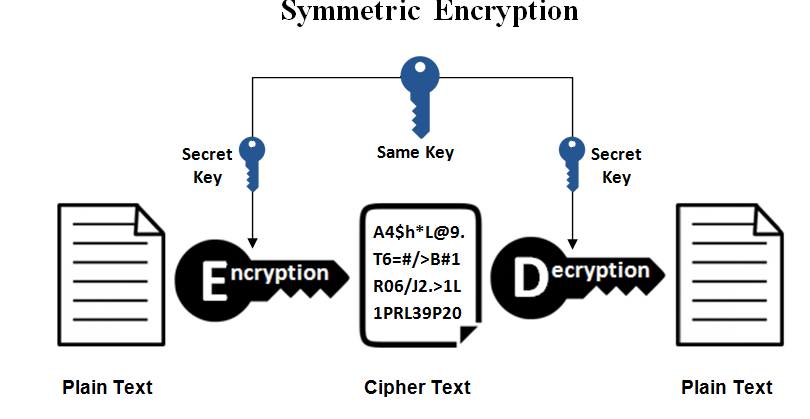 Symmetric Encryption
Same Key
Secret
Key
Secret
Key
Encryption
A4$h*L@9.
T6=#/>B#1
R06/J2.>1L
1PRL39P20
Decryption
Plain Text
Cipher Text
Plain Text